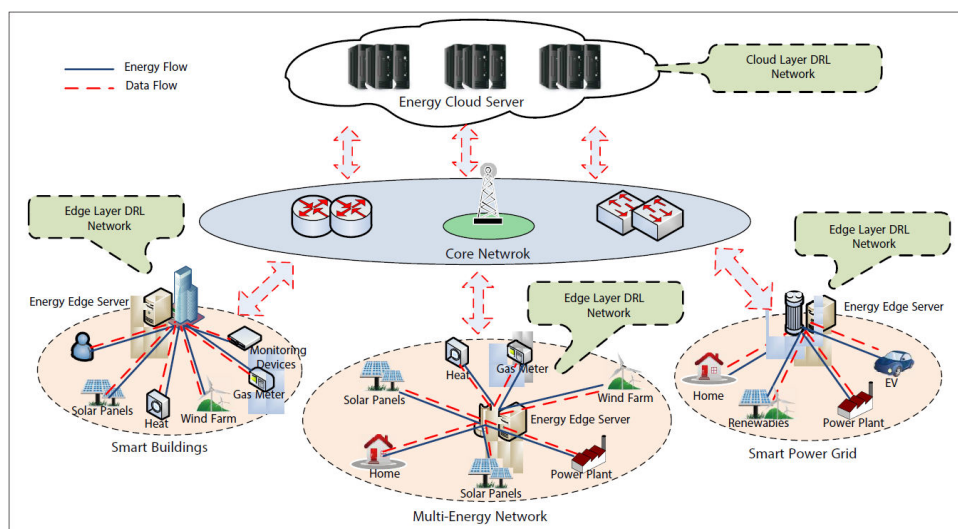 Energy Flow
Data Flow
Energy Cloud Server
Cloud Layer DRL
Network
Edge Layer DRL
Network
Core Netwrok
Edge Layer DRL
Network
Edge Layer DRL
Network
Energy Edge Server
Monitoring
Devices
Gas Meter
Solar Panels
Heat
Wind Farm
Smart Buildings
Heat
Gas Meter
Solar Panels
Wind Farm
Energy Edge Server
Home
Solar Panels
Power Plant
Multi-Energy Network
Energy Edge Server
Home
EV
Renewables
Power Plant
Smart Power Grid